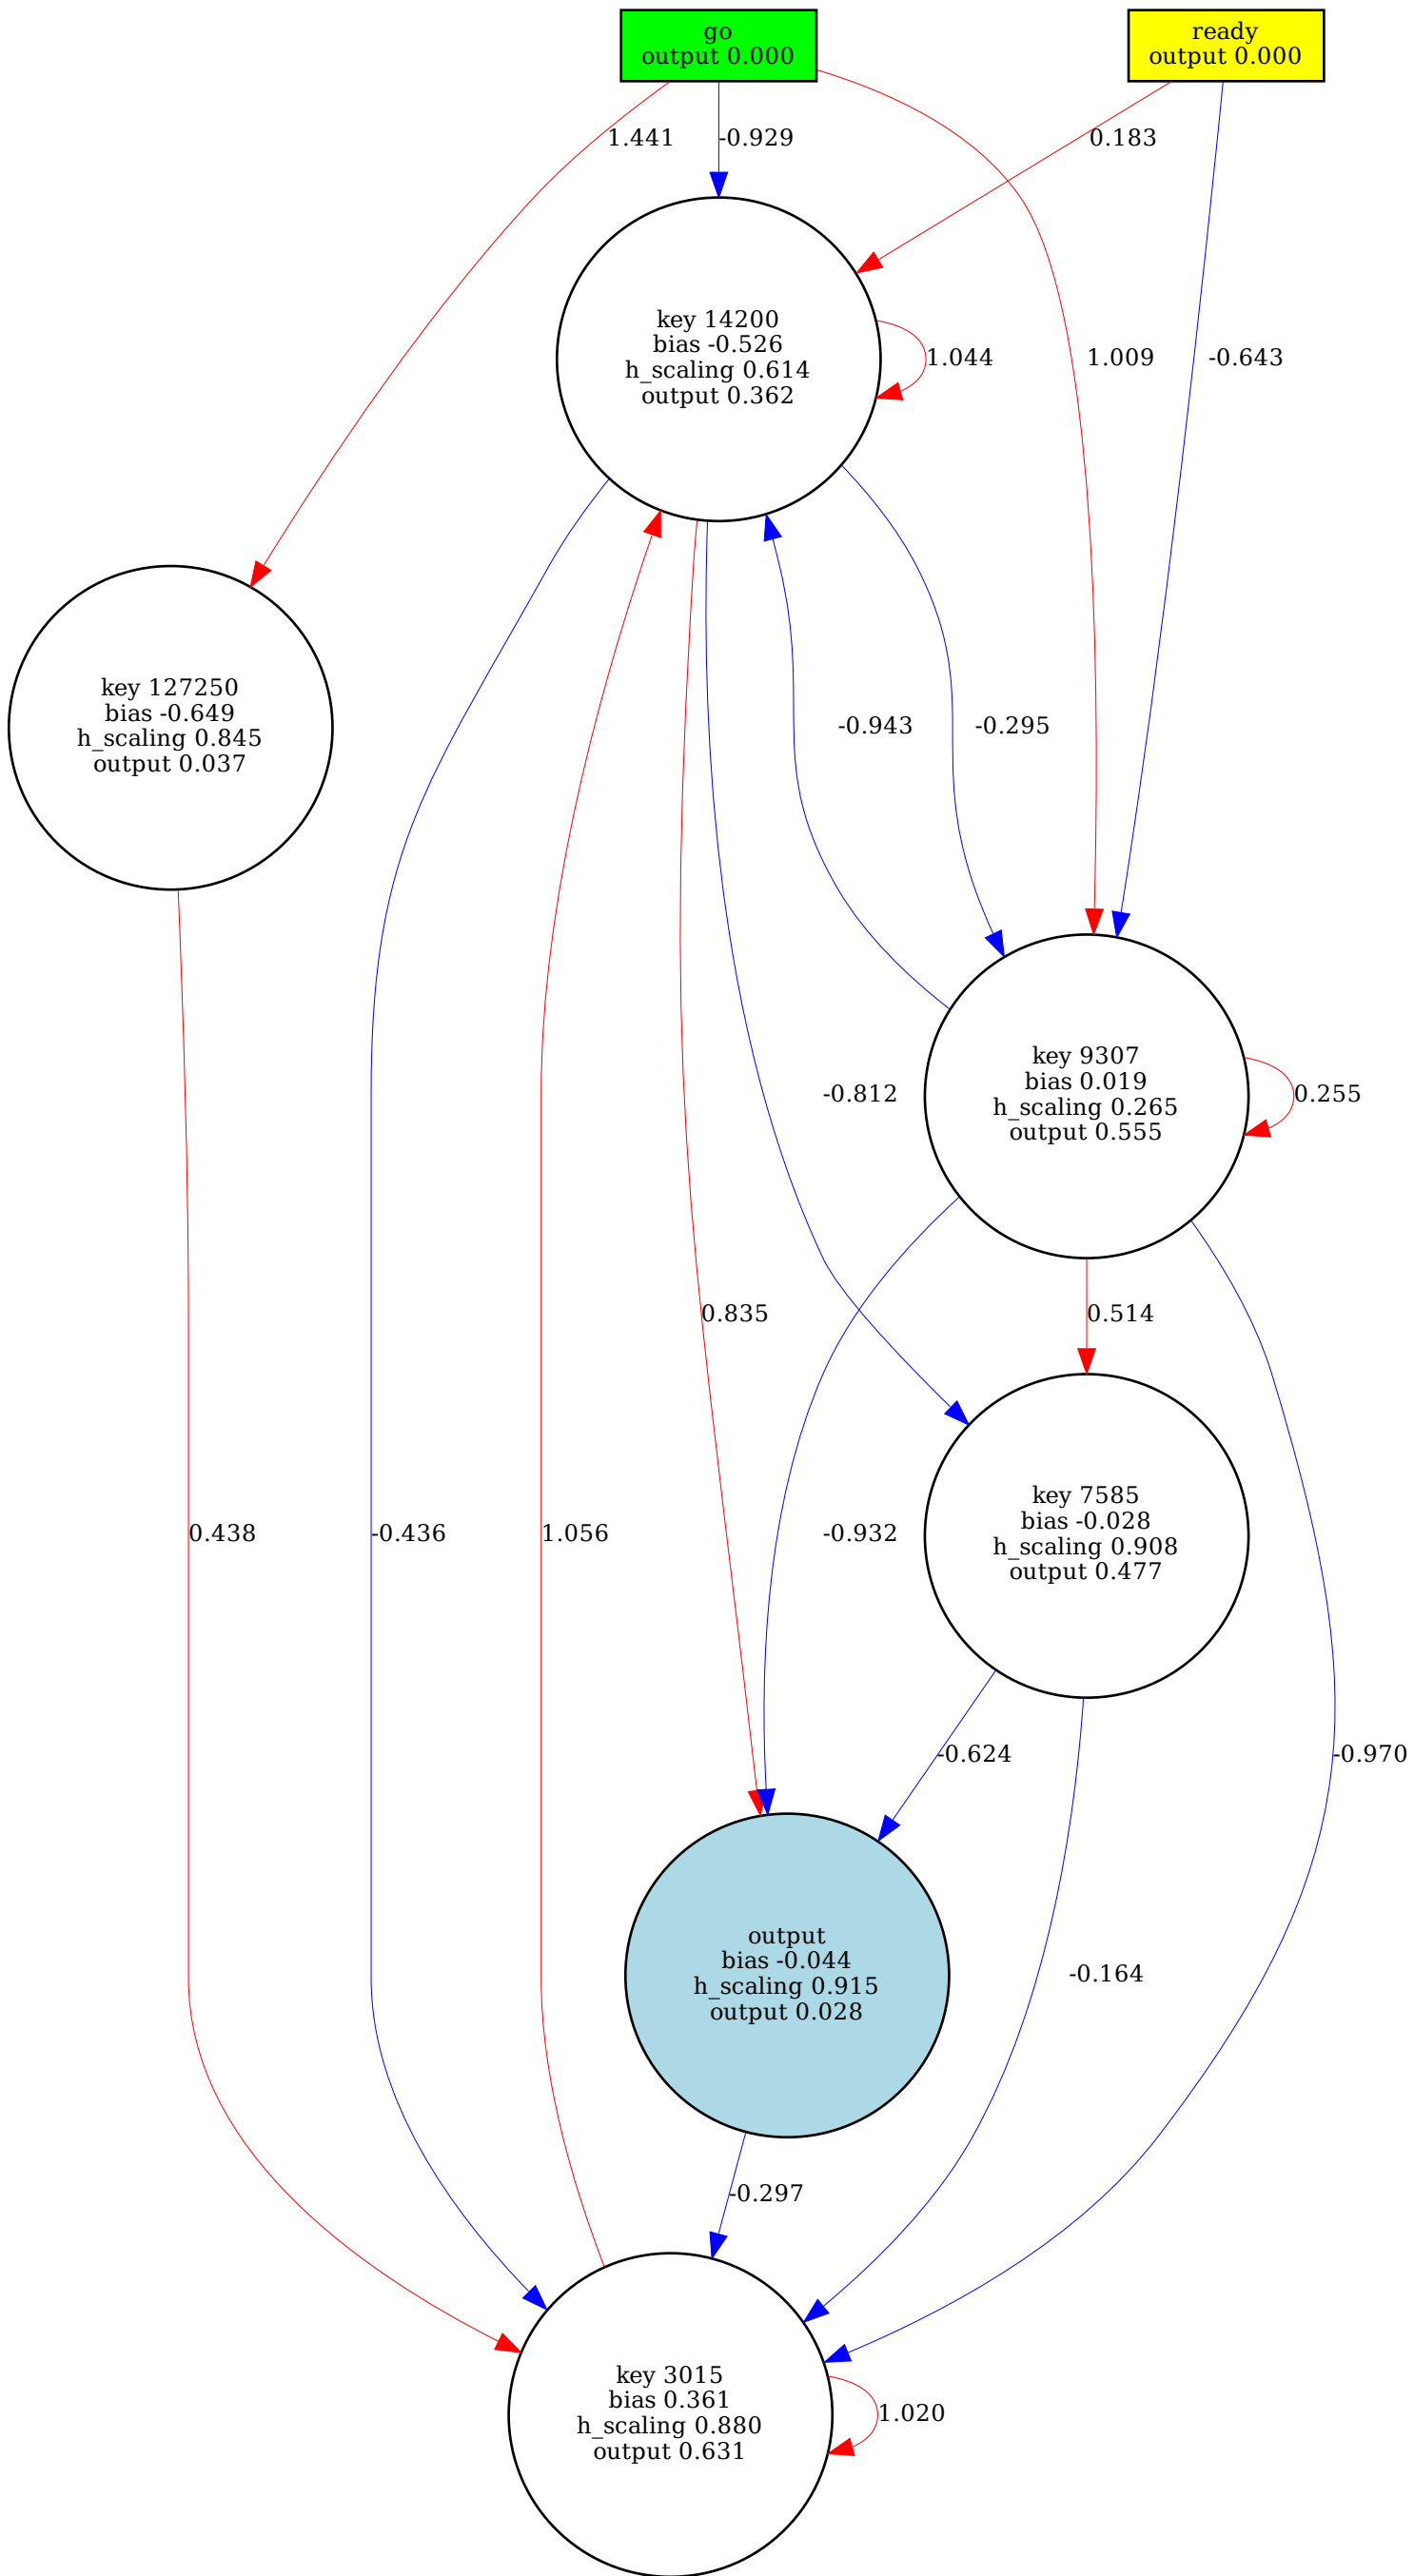 go
output 0.000
ready
output 0.000
1.441
-0.929
0.183
key 14200
bias -0.526
h_scaling 0.614
output 0.362
1.044
1.009
-0.643
key 127250
bias -0.649
h_scaling 0.845
output 0.037
-0.943
-0.295
key 9307
bias 0.019
h_scaling 0.265
output 0.555
-0.812
0.255
0.835
0.514
key 7585
bias -0.028
h_scaling 0.908
output 0.477
0.438
-0.436
1.056
-0.932
-0.624
-0.970
output
bias -0.044
h_scaling 0.915
output 0.028
-0.164
-0.297
key 3015
bias 0.361
h_scaling 0.880
output 0.631
1.020